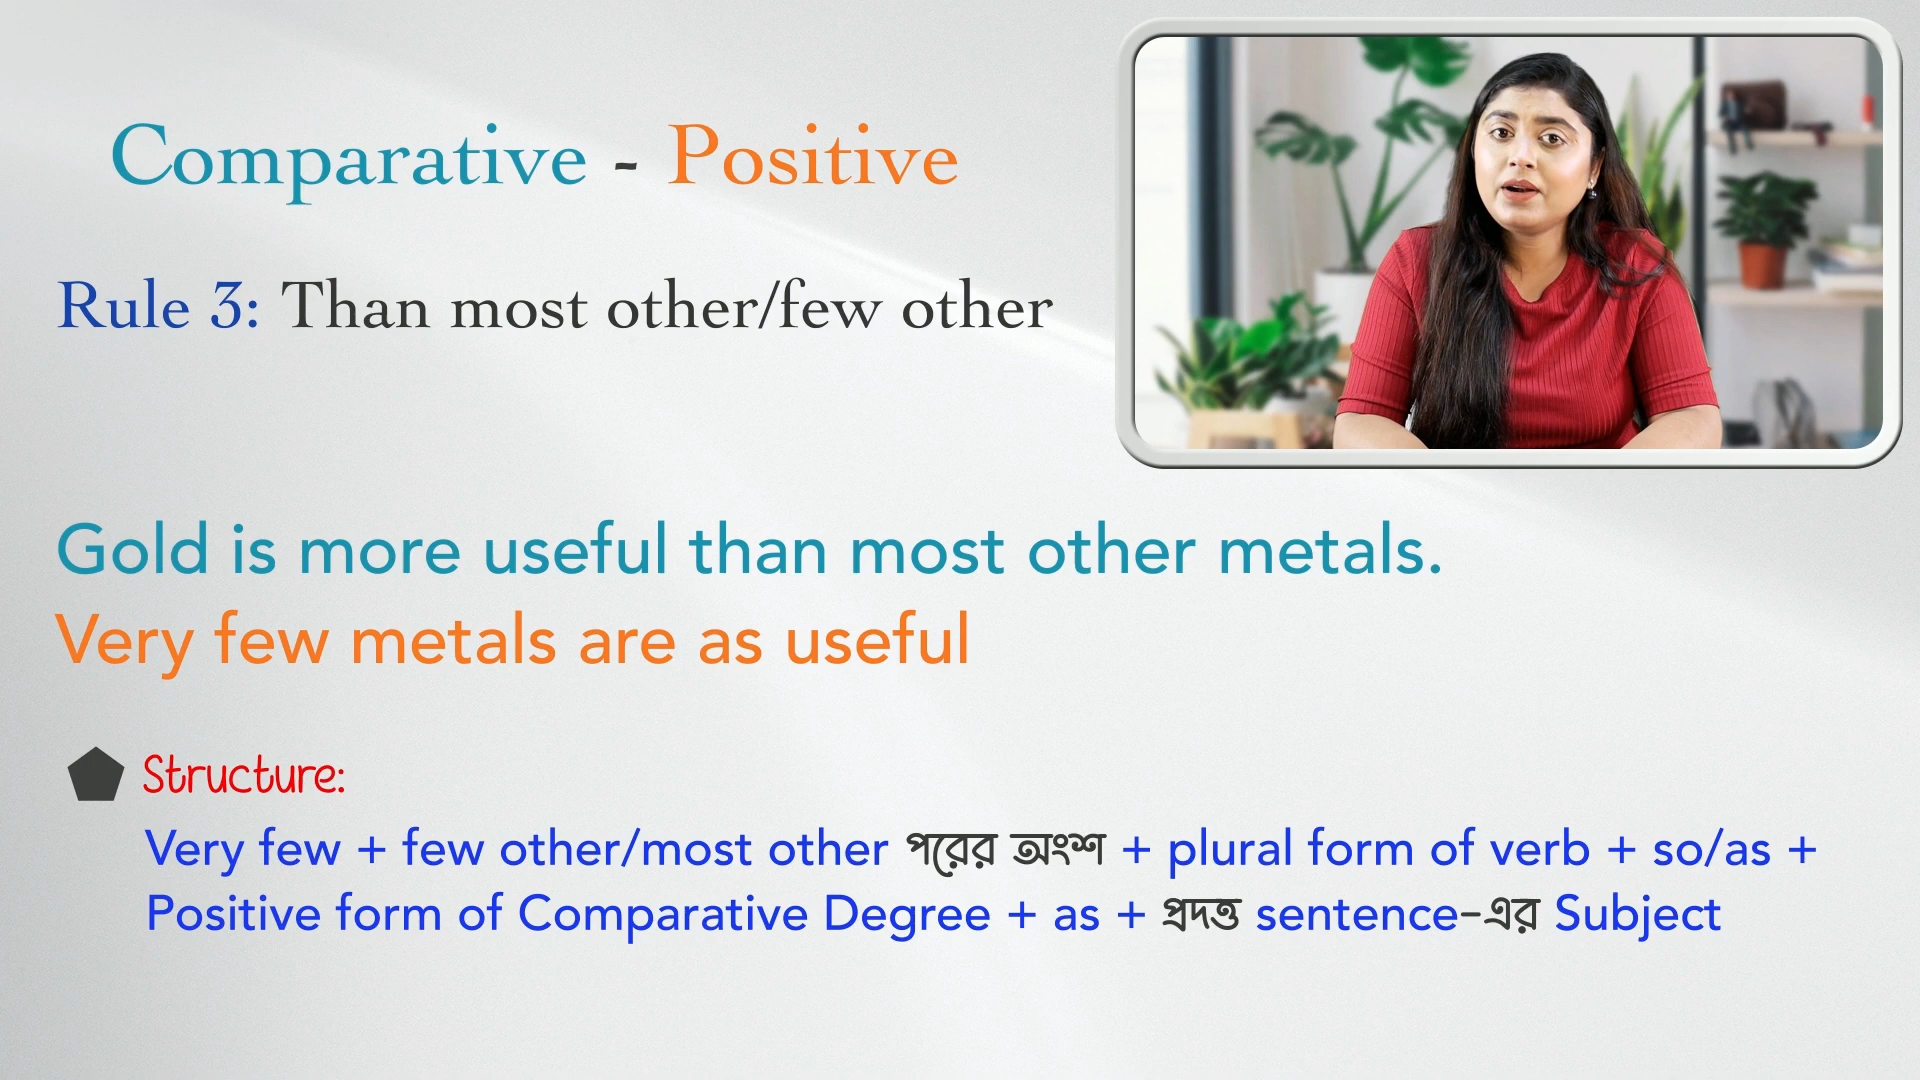 Comparative - Positive
Rule 3: Than most other/few other
Gold is more useful than most other metals.
Very few metals are as useful
Structure:
Very few + few other/most other পরের অংশ + plural form of verb + so/as +
Positive form of Comparative Degree + as + প্রদত্ত sentence-এর Subject